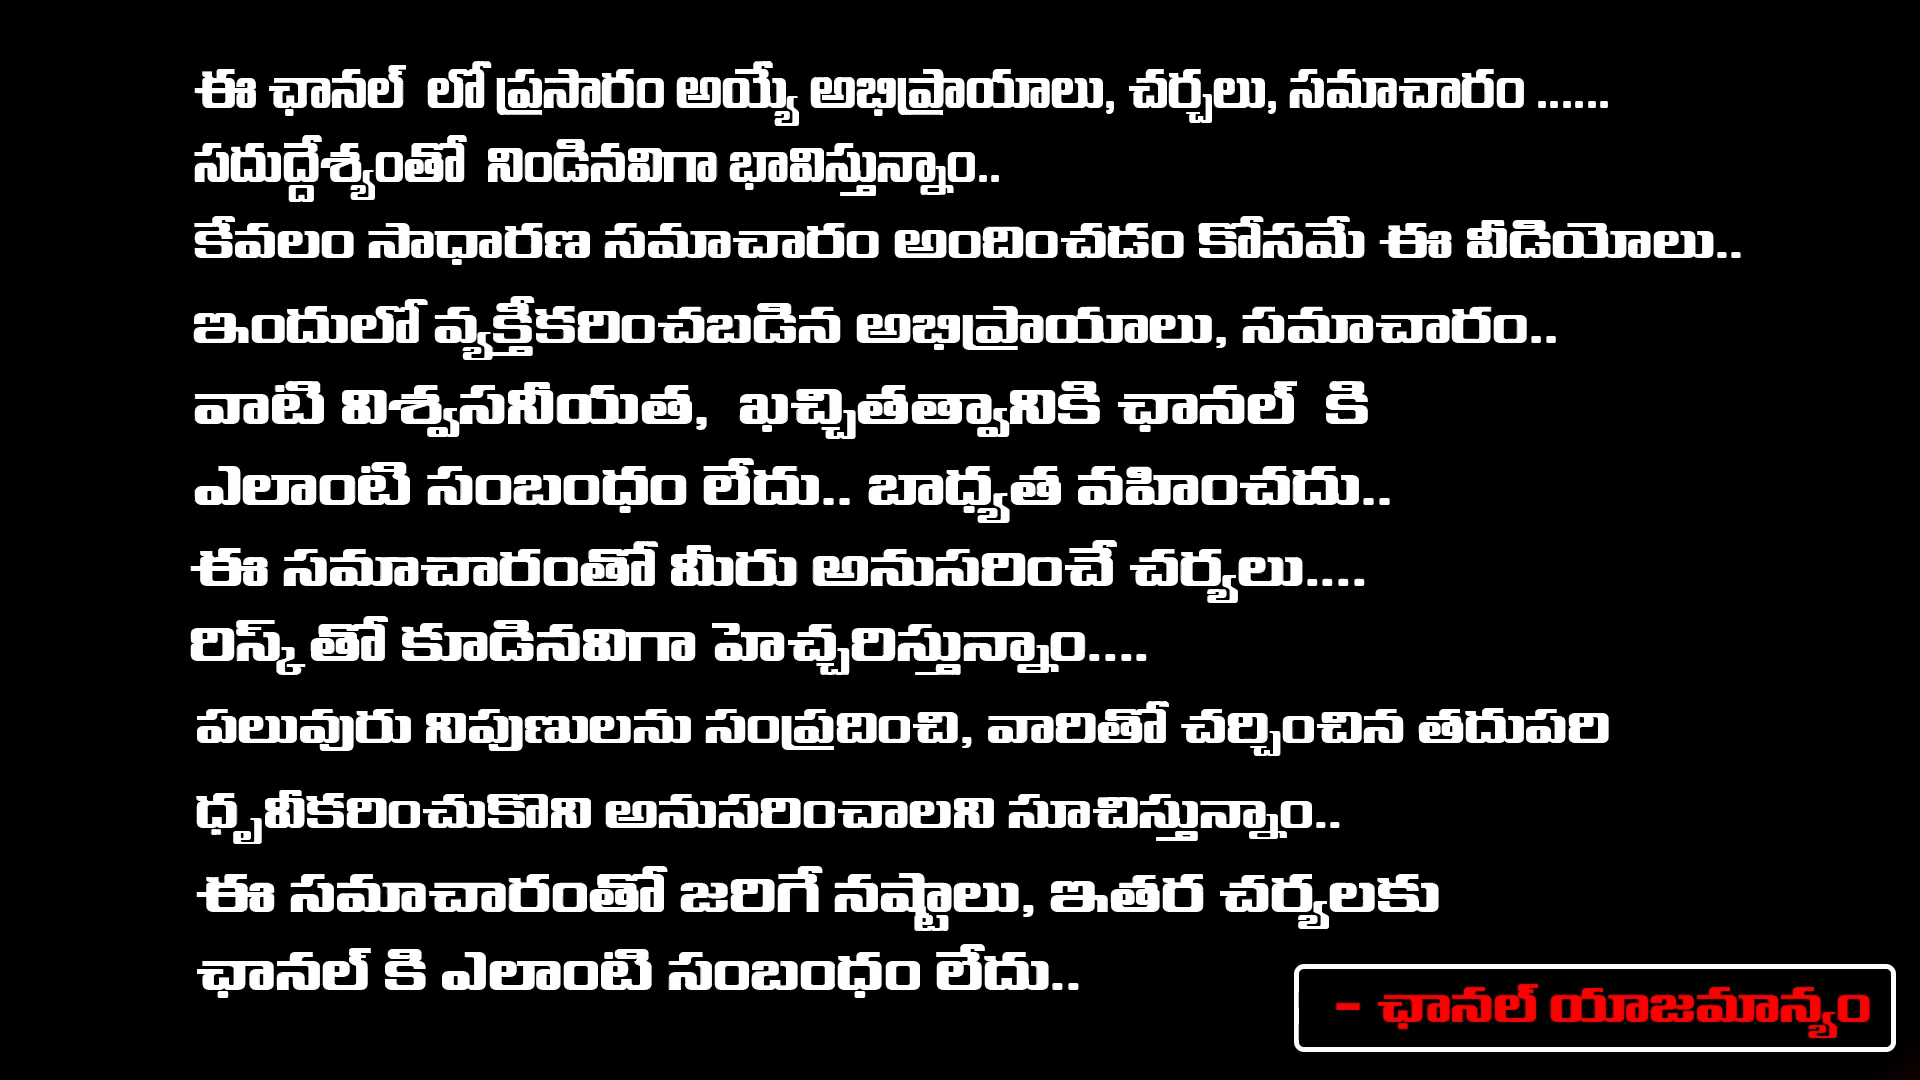 ఈ ఛానల్ లో ప్రసారం అయ్యే అభిప్రాయాలు, చర్చలు, సమాచారం ......
సదుద్దేశ్యంతో నిండినవిగా భావిస్తున్నాం..
కేవలం సాధారణ సమాచారం అందించడం కోసమే ఈ వీడియోలు..
ఇందులో వ్యక్తీకరించబడిన అభిప్రాయాలు, సమాచారం..
వాటి విశ్వసనీయత, ఖచ్చితత్వానికి ఛానల్ కి
ఎలాంటి సంబంధం లేదు.. బాధ్యత వహించదు..
ఈ సమాచారంతో మీరు అనుసరించే చర్యలు....
రిస్క్ తో కూడినవిగా హెచ్చరిస్తున్నాం....
పలువురు నిపుణులను సంప్రదించి, వారితో చర్చించిన తదుపరి
ధృవీకరించుకొని అనుసరించాలని సూచిస్తున్నాం..
ఈ సమాచారంతో జరిగే నష్టాలు, ఇతర చర్యలకు
ఛానల్ కి ఎలాంటి సంబంధం లేదు..
- ఛానల్ యాజమాన్యం